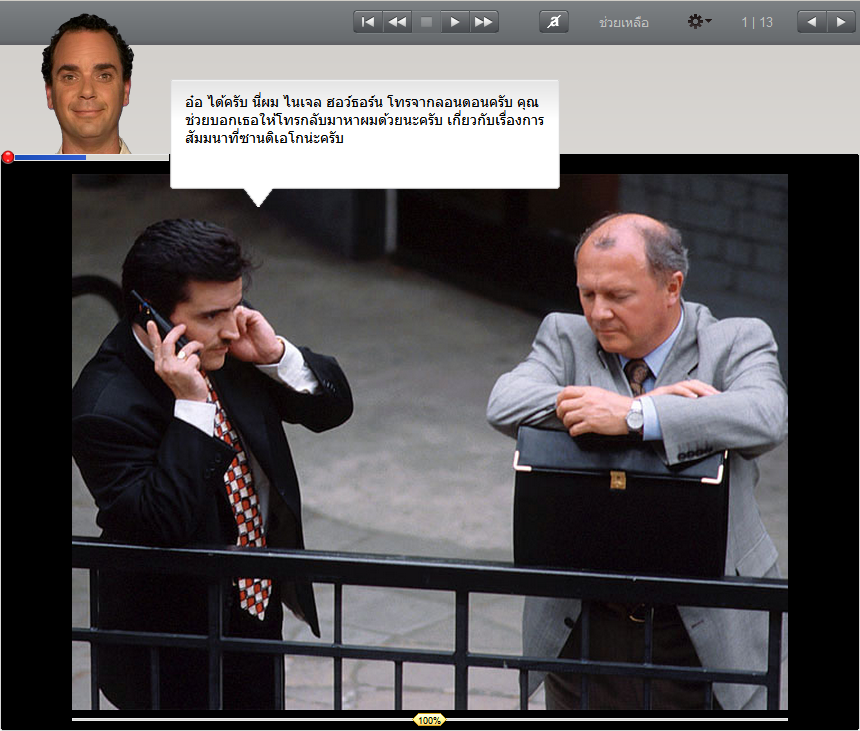 ช่วยเหลือ
1 | 13
อ๋อ ได้ครับ นี่ผม ไนเจล ฮอว์ธอร์น โทรจากลอนดอนครับ คุณ
ช่วยบอกเธอให้โทรกลับมาหาผมด้วยนะครับ เกี่ยวกับเรื่องการ
สัมมนาที่ซานดิเอโกน่ะครับ
100%